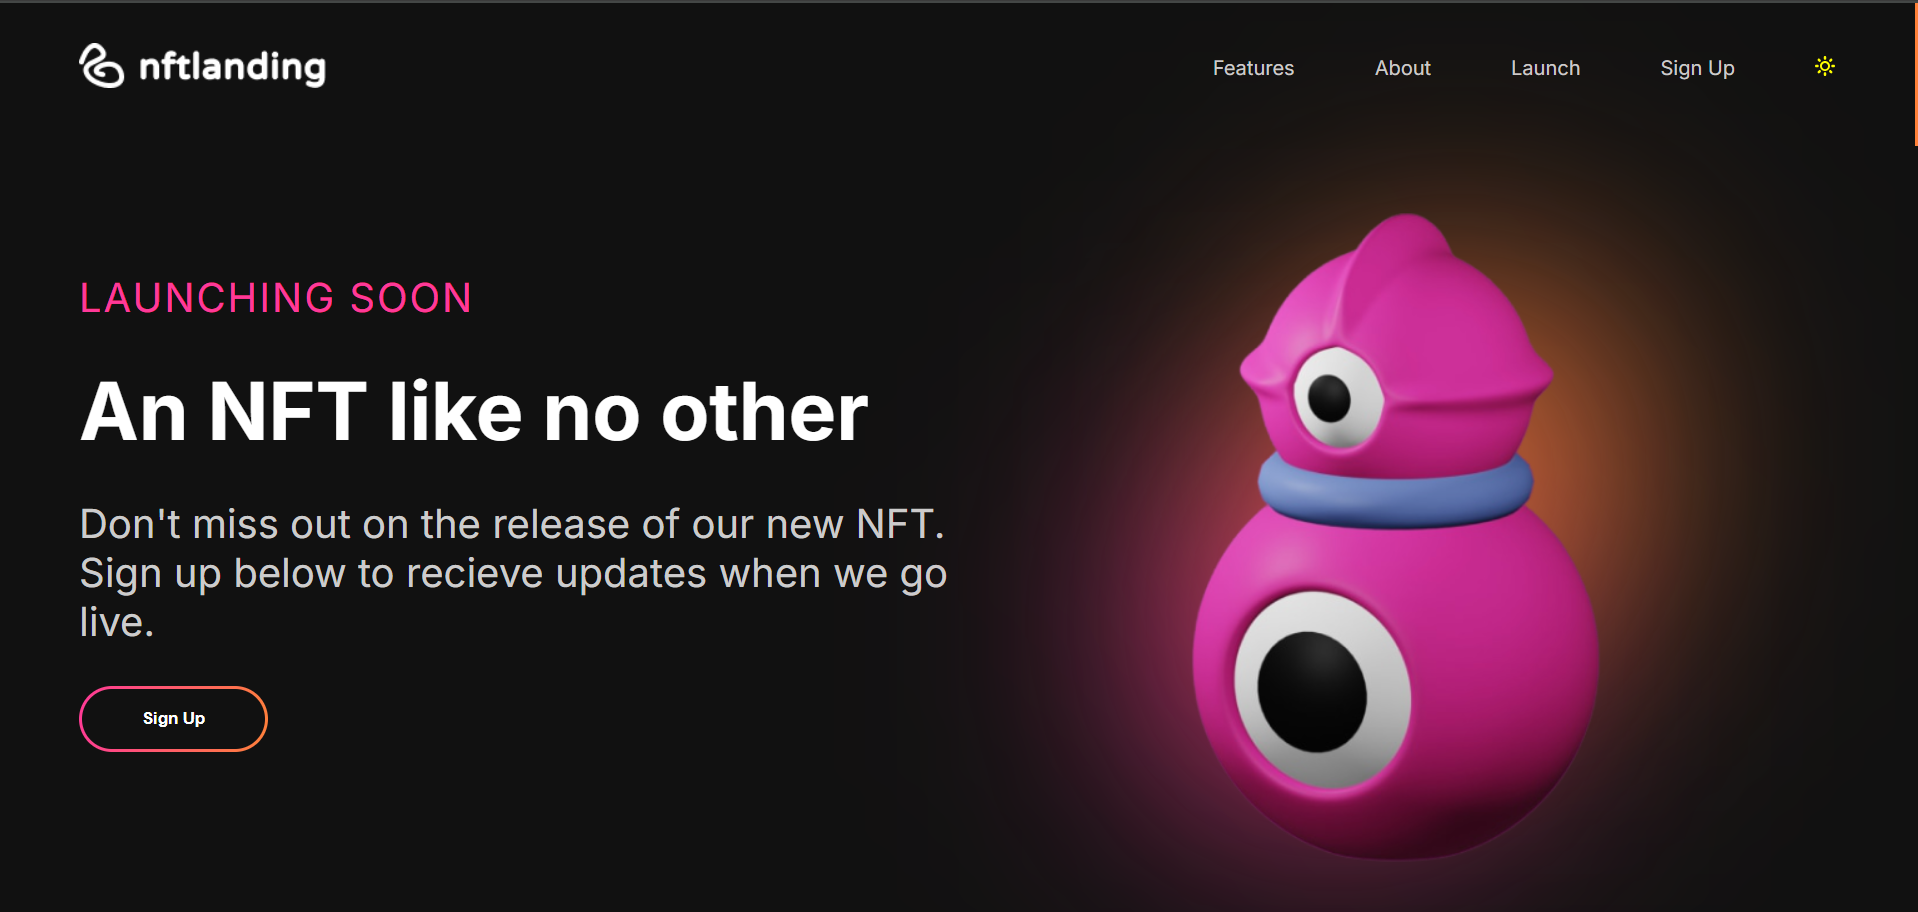 nftlanding
Features
About
Launch
Sign Up
LAUNCHING SOON
An NFT like no other
Don't miss out on the release of our new NFT.
Sign up below to recieve updates when we go
live.
Sign Up